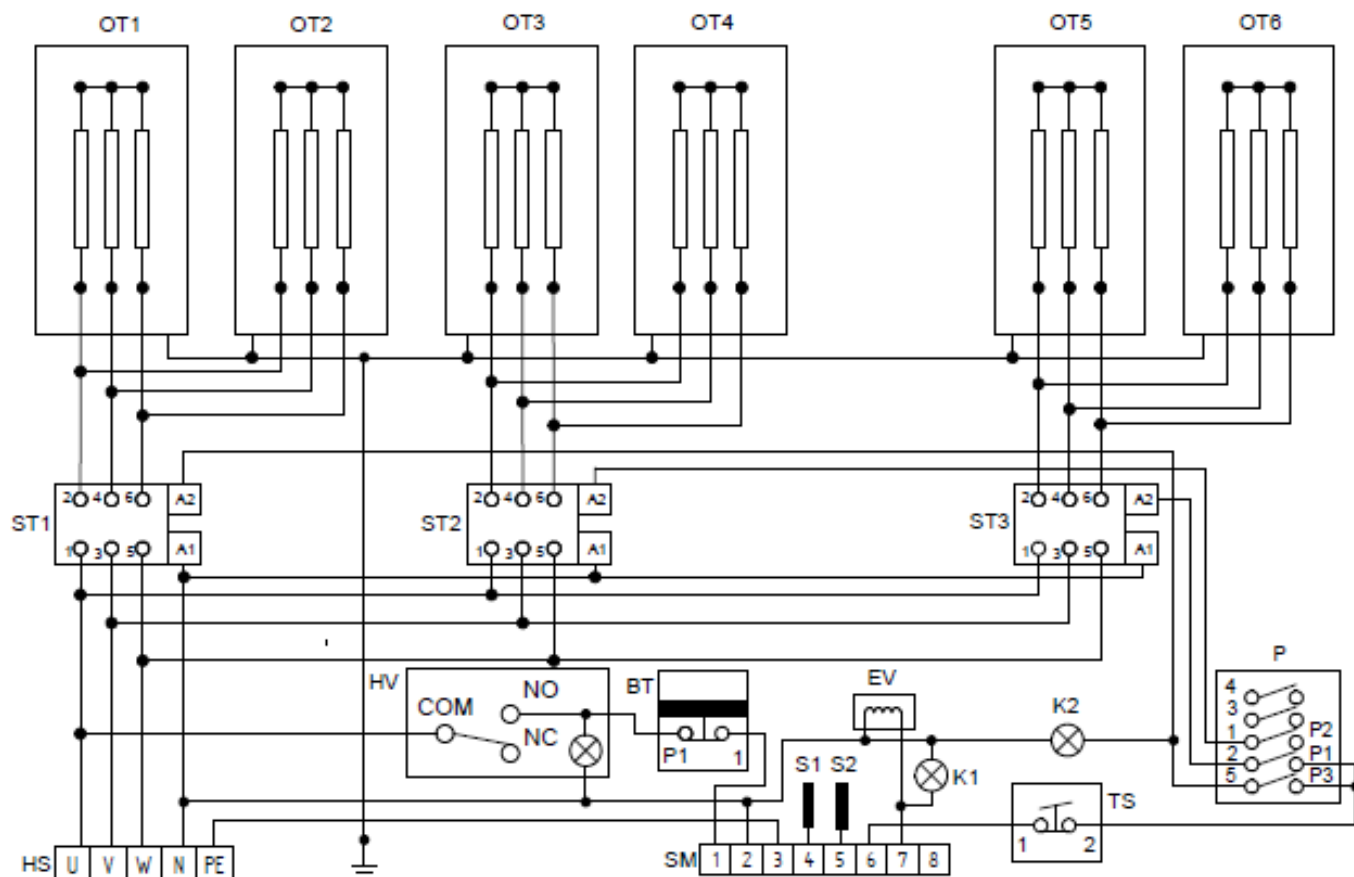 OT1 OT2 OT3 OT4 OT5 OT6
2 4 6 A2 2 4 6 A2 2 4 6 A2
ST1 ST2 ST3
1 3 5 A1 1 3 5 A1 1 3 5 A1
HV NO BT EV P
COM K2 4
3
NC 1 P2
P1 1 S1 S2 2 P1
K1 5 P3
TS
1 2
HS U V W N PE SM 1 2 3 4 5 6 7 8